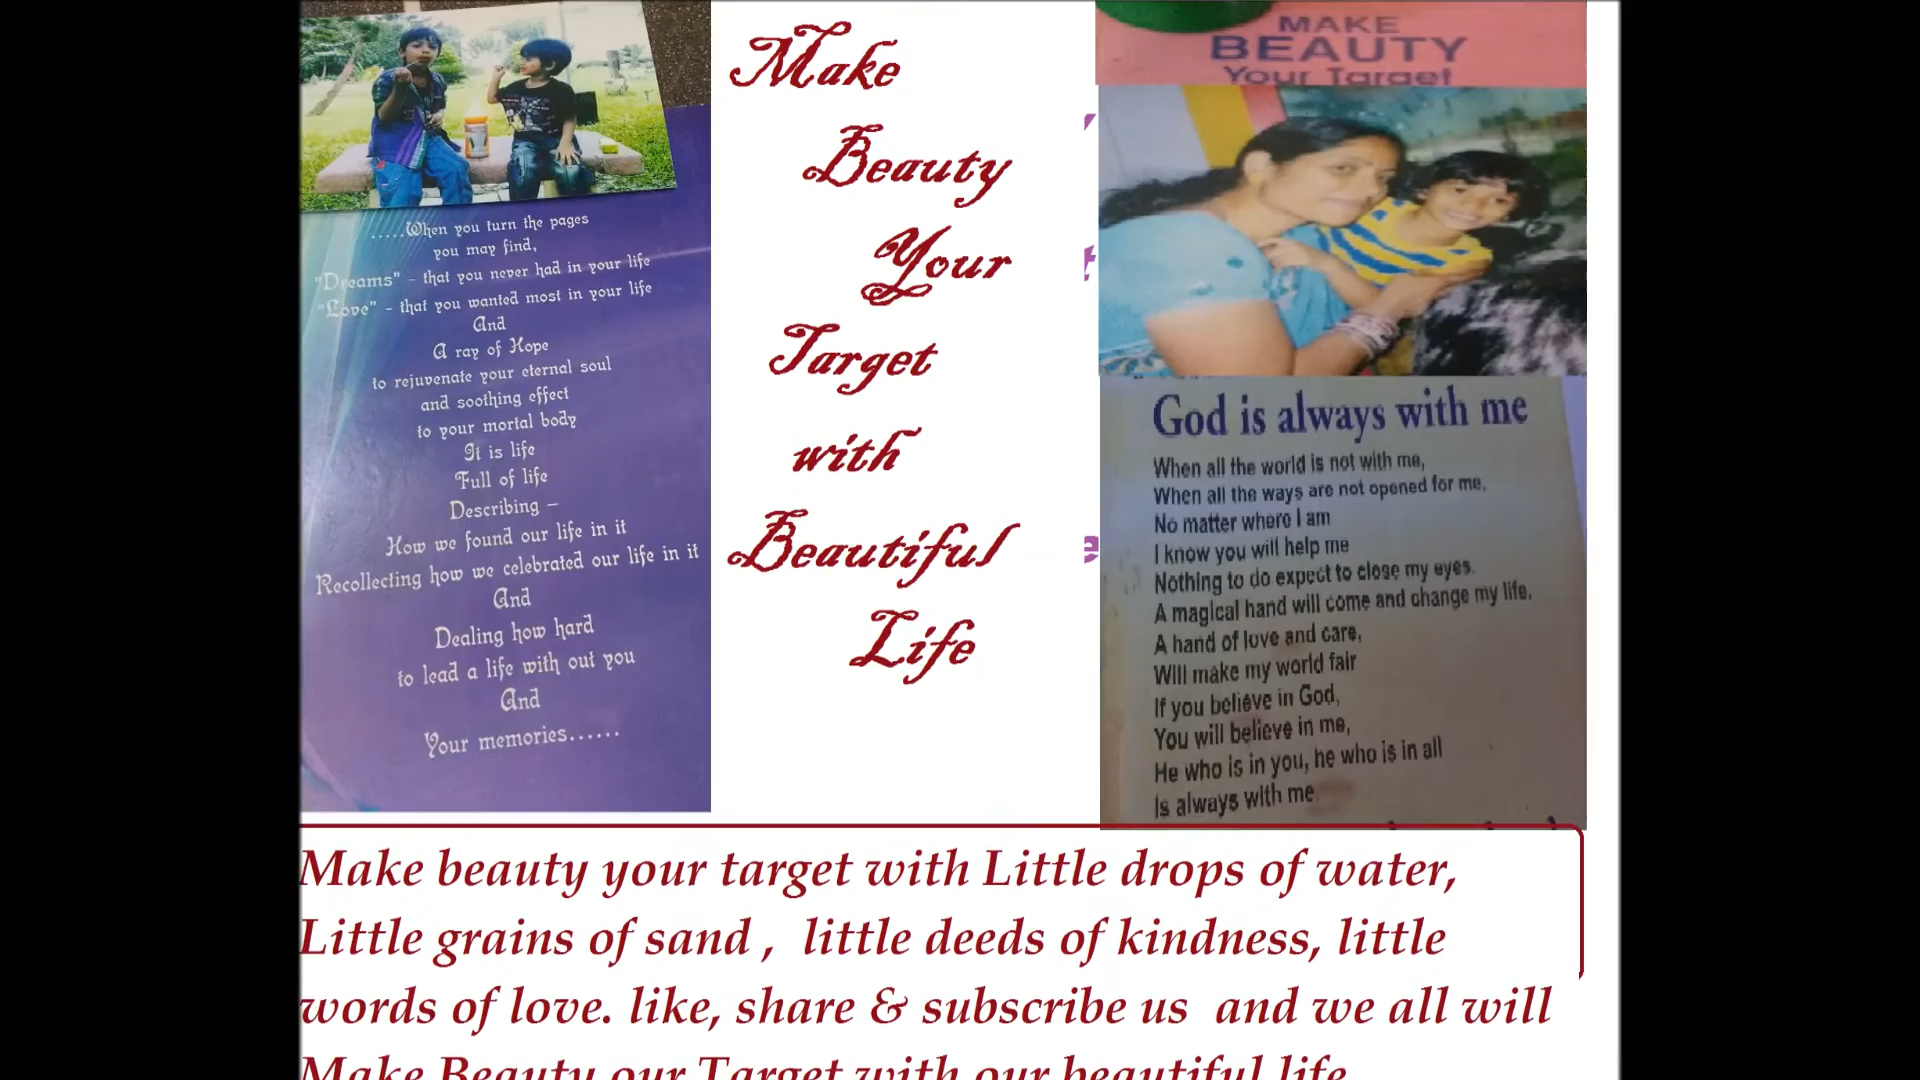 .....When you turn the pages
you may find,
"Dreams" - that you never had in your life
"Love" - that you wanted most in your life
And
A ray of Hope
to rejuvenate your eternal soul
and soothing effect
to your mortal body
It is life
Full of life
Describing –
How we found our life in it
Recollecting how we celebrated our life in it
And
Dealing how hard
to lead a life with out you
And
Your memories......
Make
Beauty
Your
Target
with
Beautiful
Life
MAKE
BEAUTY
Your Target
God is always with me
When all the world is not with me,
When all the ways are not opened for me,
No matter where I am
I know you will help me
Nothing to do expect to close my eyes.
A magical hand will come and change my life.
A hand of love and care,
Will make my world fair
If you believe in God,
You will believe in me,
He who is in you, he who is in all
Is always with me.
Make beauty your target with Little drops of water,
Little grains of sand , little deeds of kindness, little
words of love. like, share & subscribe us and we all will
Make Beauty our Target with our beautiful life